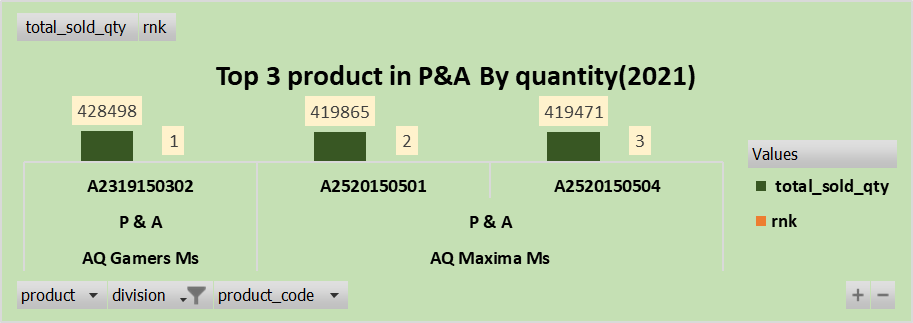 total_sold_qty rnk
Top 3 product in P&A By quantity(2021)
428498 419865 419471
1 2 3
Values
total_sold_qty
rnk
A2319150302 A2520150501 A2520150504
P & A P & A
AQ Gamers Ms AQ Maxima Ms
product division product_code + −